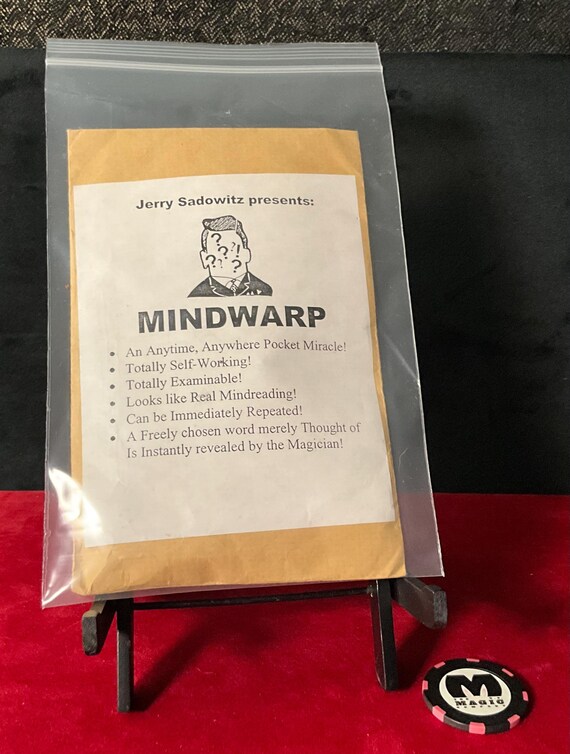 Jerry Sadowitz presents:
? ? ! ? ? ?
MINDWARP
• An Anytime, Anywhere Pocket Miracle!
• Totally Self-Working!
• Totally Examinable!
• Looks like Real Mindreading!
• Can be Immediately Repeated!
• A Freely chosen word merely Thought of
Is Instantly revealed by the Magician!
M
MAGIC